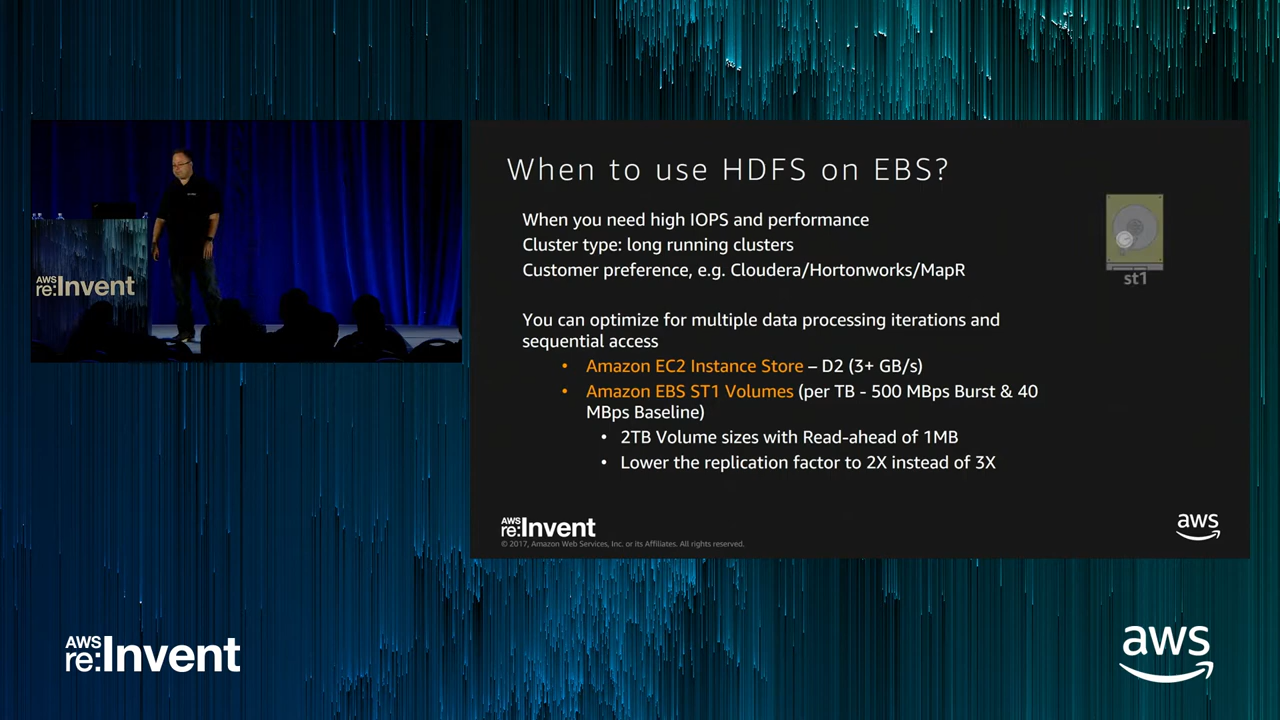 When to use HDFS on EBS?
When you need high IOPS and performance
Cluster type: long running clusters
Customer preference, e.g. Cloudera/Hortonworks/MapR
st1
You can optimize for multiple data processing iterations and
sequential access
• Amazon EC2 Instance Store – D2 (3+ GB/s)
• Amazon EBS ST1 Volumes (per TB - 500 MBps Burst & 40
MBps Baseline)
• 2TB Volume sizes with Read-ahead of 1MB
• Lower the replication factor to 2X instead of 3X
AWS
re:Invent
© 2017, Amazon Web Services, Inc. or its Affiliates. All rights reserved.
aws
AWS
re:Invent
AWS
re:Invent
aws